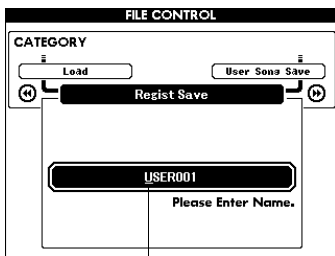 FILE CONTROL
CATEGORY
Load
User Song Save
Regist Save
USER001
Please Enter Name.